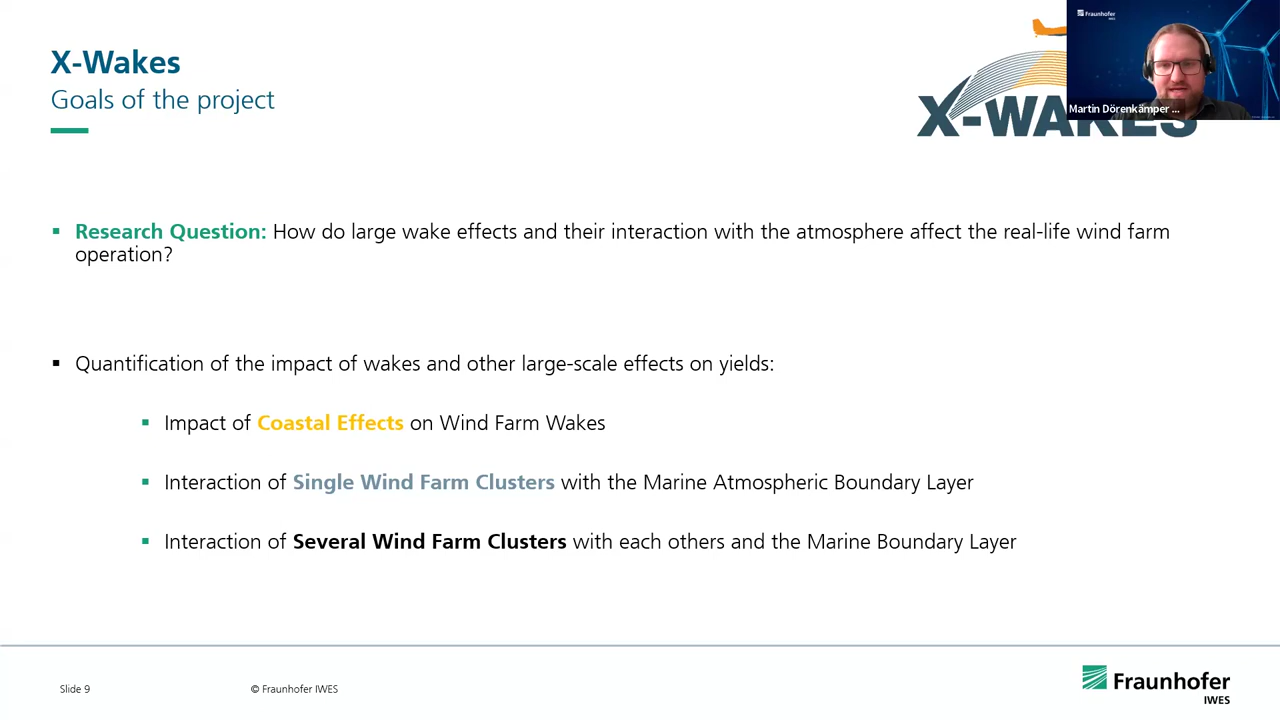 X-Wakes
Goals of the project
X-WAKES
Fraunhofer
IWES
Martin Dörenkämper ...
Research Question: How do large wake effects and their interaction with the atmosphere affect the real-life wind farm
operation?
Quantification of the impact of wakes and other large-scale effects on yields:
Impact of Coastal Effects on Wind Farm Wakes
Interaction of Single Wind Farm Clusters with the Marine Atmospheric Boundary Layer
Interaction of Several Wind Farm Clusters with each others and the Marine Boundary Layer
Slide 9
© Fraunhofer IWES
Fraunhofer
IWES